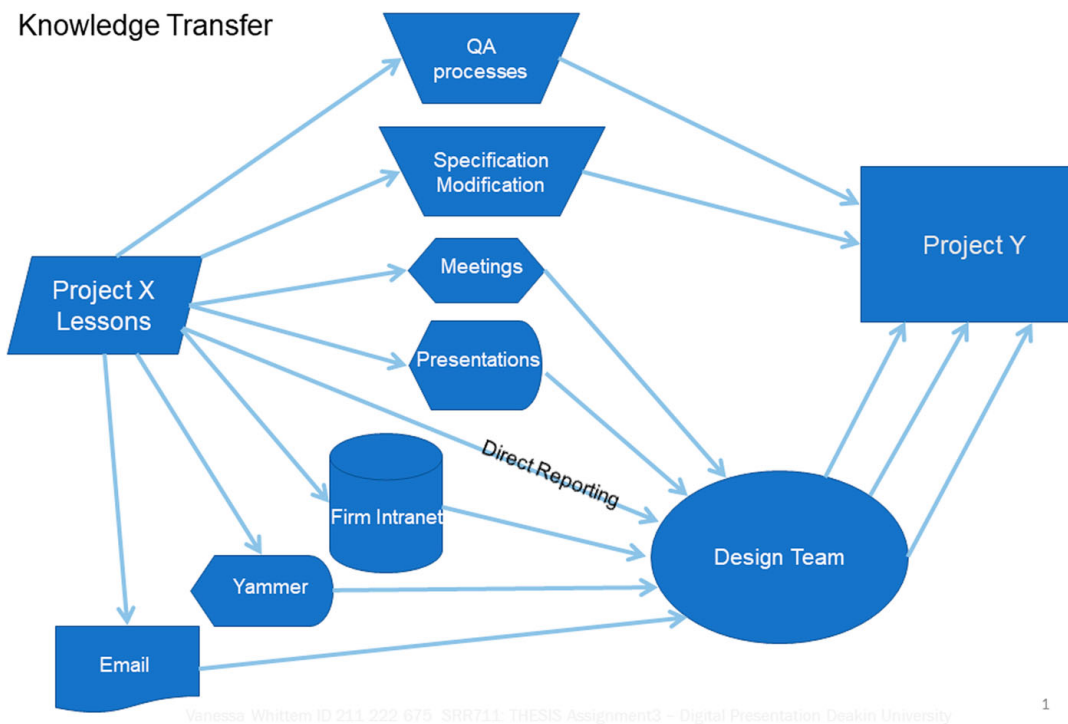 Knowledge Transfer
QA
processes
Specification
Modification
Project Y
Meetings
Project X
Lessons
Presentations
Direct Reporting
Firm Intranet
Design Team
Yammer
Email
1
Vanessa Whittem ID 211 222 675 SRR711 THESIS Assignment3 – Digital Presentation Deakin University